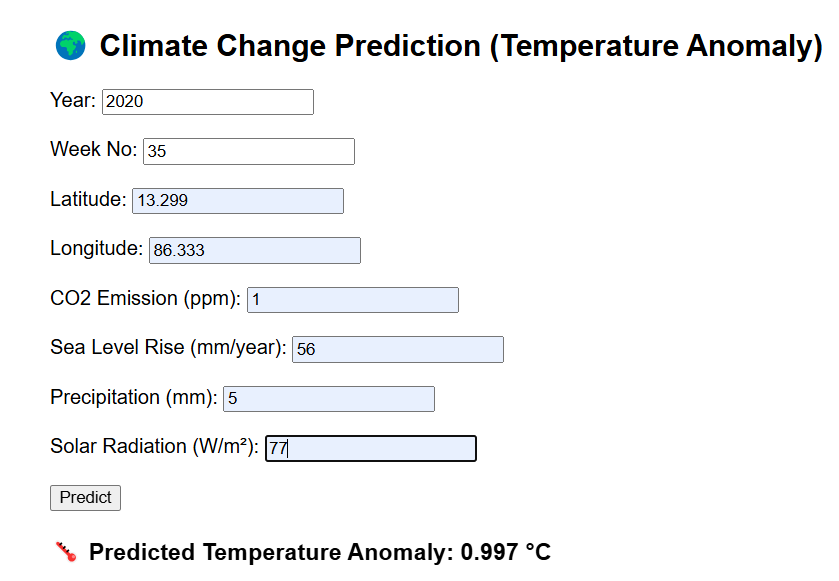 Climate Change Prediction (Temperature Anomaly)
Year: 2020
Week No: 35
Latitude: 13.299
Longitude: 86.333
CO2 Emission (ppm): 1
Sea Level Rise (mm/year): 56
Precipitation (mm): 5
Solar Radiation (W/m²): 77
Predict
Predicted Temperature Anomaly: 0.997 °C